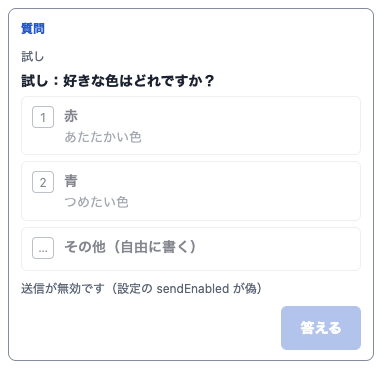 質問
試し
試し：好きな色はどれですか？
1 赤
あたたかい色
2 青
つめたい色
... その他（自由に書く）
送信が無効です（設定の sendEnabled が偽）
答える